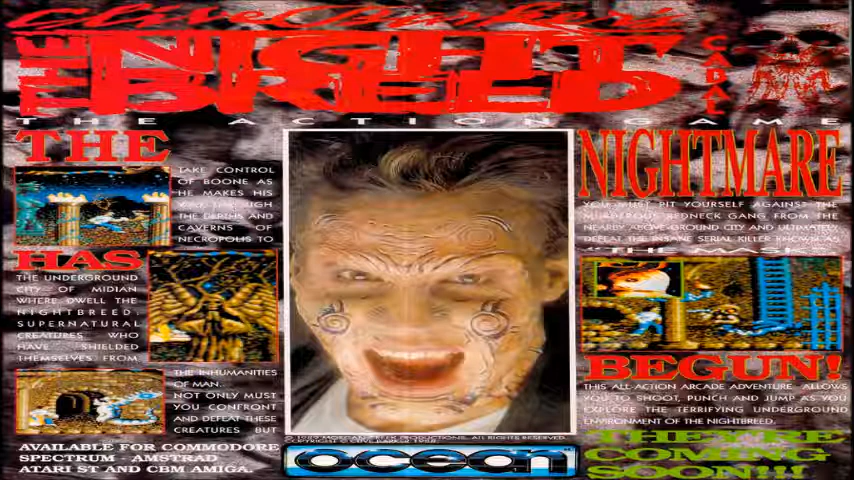 Clive Barker's
THE NIGHT BREED
CABAL
THE ACTION GAME
THE
TAKE CONTROL
OF BOONE AS
HE MAKES HIS
WAY THROUGH
THE DEPTHS AND
CAVERNS OF
NECROPOLIS TO
HAS
THE UNDERGROUND
CITY OF MIDIAN
WHERE DWELL THE
NIGHTBREED:
SUPERNATURAL
CREATURES WHO
HAVE SHIELDED
THEMSELVES FROM
THE INHUMANITIES
OF MAN..
NOT ONLY MUST
YOU CONFRONT
AND DEFEAT THESE
CREATURES BUT
NIGHTMARE
YOU MUST PIT YOURSELF AGAINST THE
MURDEROUS REDNECK GANG FROM THE
NEARBY ABOVE-GROUND CITY AND ULTIMATELY
DEFEAT THE INSANE SERIAL KILLER KNOWN AS
"THE MASK"
BEGUN!
THIS ALL-ACTION ARCADE ADVENTURE ALLOWS
YOU TO SHOOT, PUNCH AND JUMP AS YOU
EXPLORE THE TERRIFYING UNDERGROUND
ENVIRONMENT OF THE NIGHTBREED.
THEY'RE
COMING
SOON!!!
AVAILABLE FOR COMMODORE
SPECTRUM · AMSTRAD
ATARI ST AND CBM AMIGA.
PRODUCTIONS. ALL RIGHTS RESERVED.
ocean